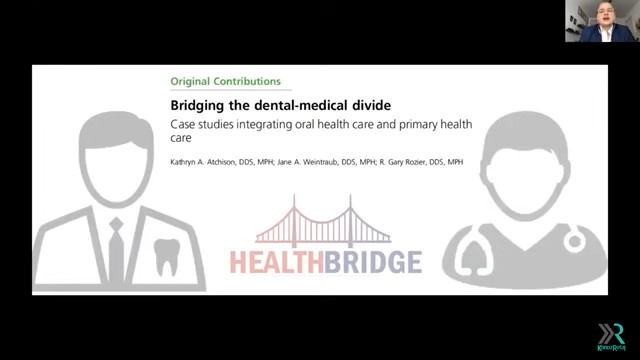 Original Contributions
Bridging the dental-medical divide
Case studies integrating oral health care and primary health
care
Kathryn A. Atchison, DDS, MPH; Jane A. Weintraub, DDS, MPH; R. Gary Rozier, DDS, MPH
HEALTHBRIDGE